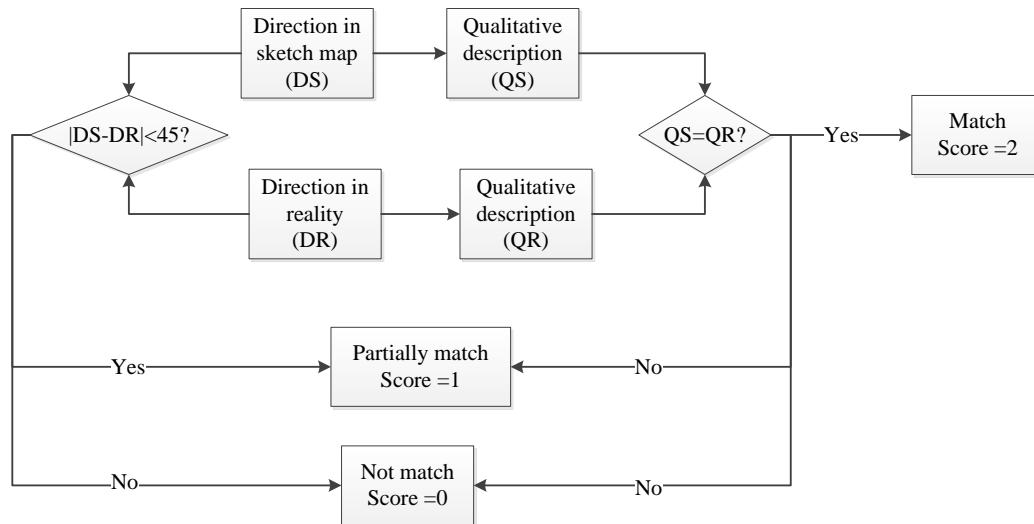 Direction in
sketch map
(DS)
Qualitative
description
(QS)
|DS-DR|<45?
QS=QR?
Yes
Match
Score =2
Direction in
reality
(DR)
Qualitative
description
(QR)
Yes
Partially match
Score =1
No
No
Not match
Score =0
No